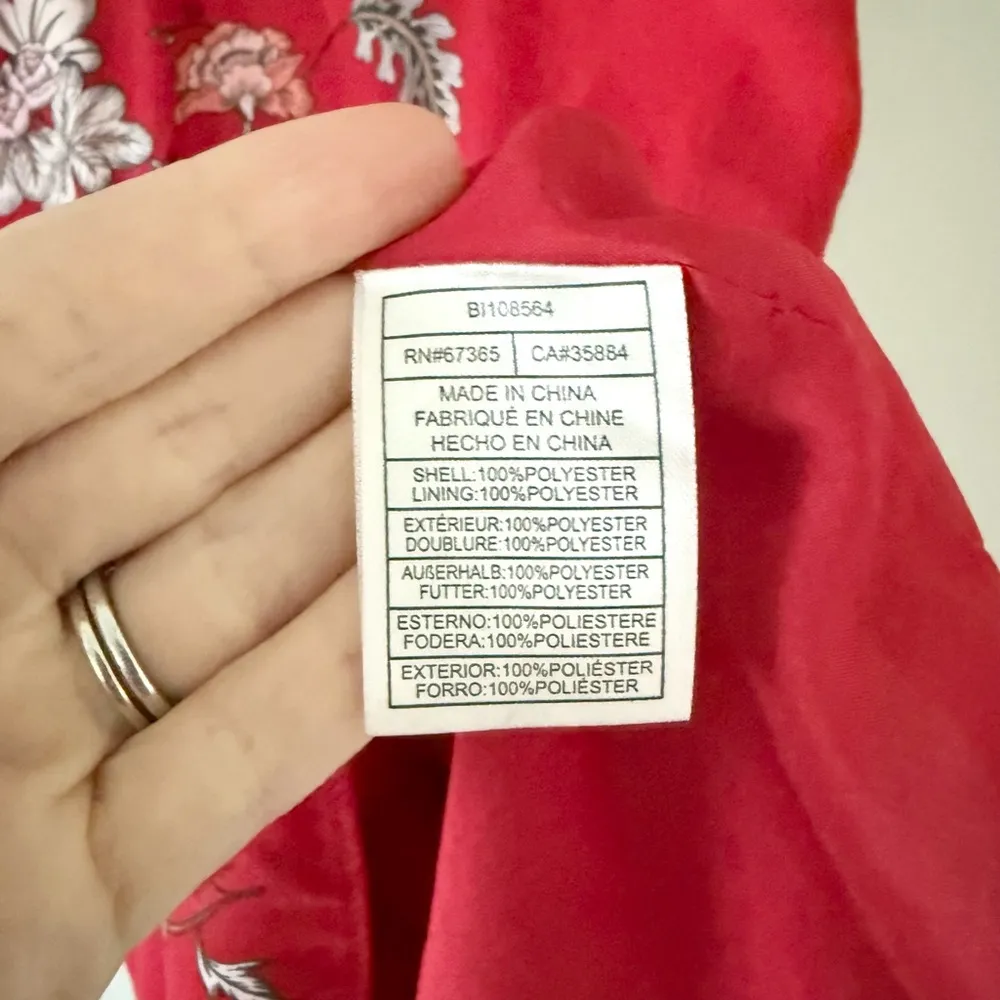 BI108564
RN#67365 CA#35884
MADE IN CHINA
FABRIQUÉ EN CHINE
HECHO EN CHINA
SHELL:100%POLYESTER
LINING:100%POLYESTER
EXTÉRIEUR:100%POLYESTER
DOUBLURE:100%POLYESTER
AUßERHALB:100%POLYESTER
FUTTER:100%POLYESTER
ESTERNO:100%POLIESTERE
FODERA:100%POLIESTERE
EXTERIOR:100%POLIÉSTER
FORRO:100%POLIÉSTER